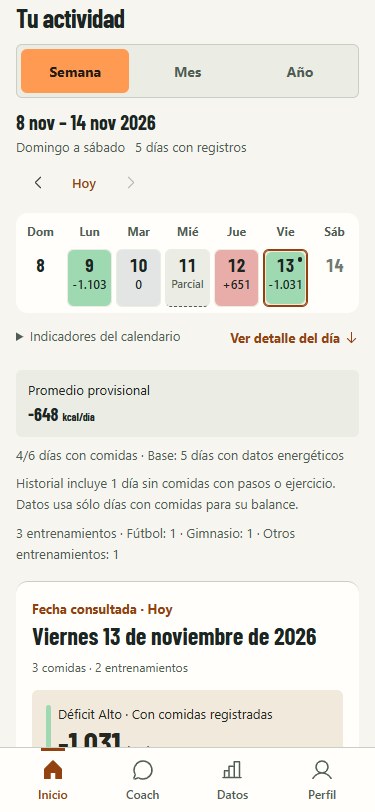 Tu actividad
Semana Mes Año
8 nov – 14 nov 2026
Domingo a sábado 5 días con registros
Hoy
Dom Lun Mar Mié Jue Vie Sáb
8 9 10 11 12 13 14
-1.103 0 Parcial +651 -1.031
Indicadores del calendario Ver detalle del día ↓
Promedio provisional
-648 kcal/día
4/6 días con comidas · Base: 5 días con datos energéticos
Historial incluye 1 día sin comidas con pasos o ejercicio.
Datos usa sólo días con comidas para su balance.
3 entrenamientos · Fútbol: 1 · Gimnasio: 1 · Otros
entrenamientos: 1
Fecha consultada · Hoy
Viernes 13 de noviembre de 2026
3 comidas · 2 entrenamientos
Déficit Alto · Con comidas registradas
-1.031
Inicio Coach Datos Perfil